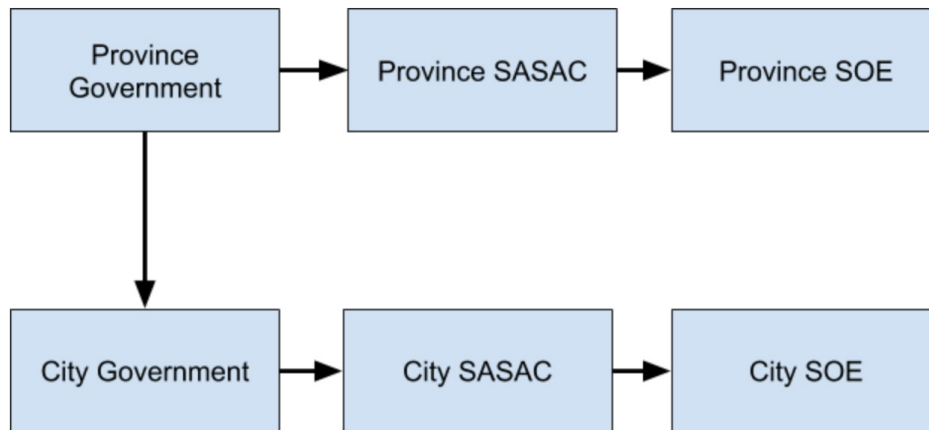 Province
Government
Province SASAC
Province SOE
City Government
City SASAC
City SOE